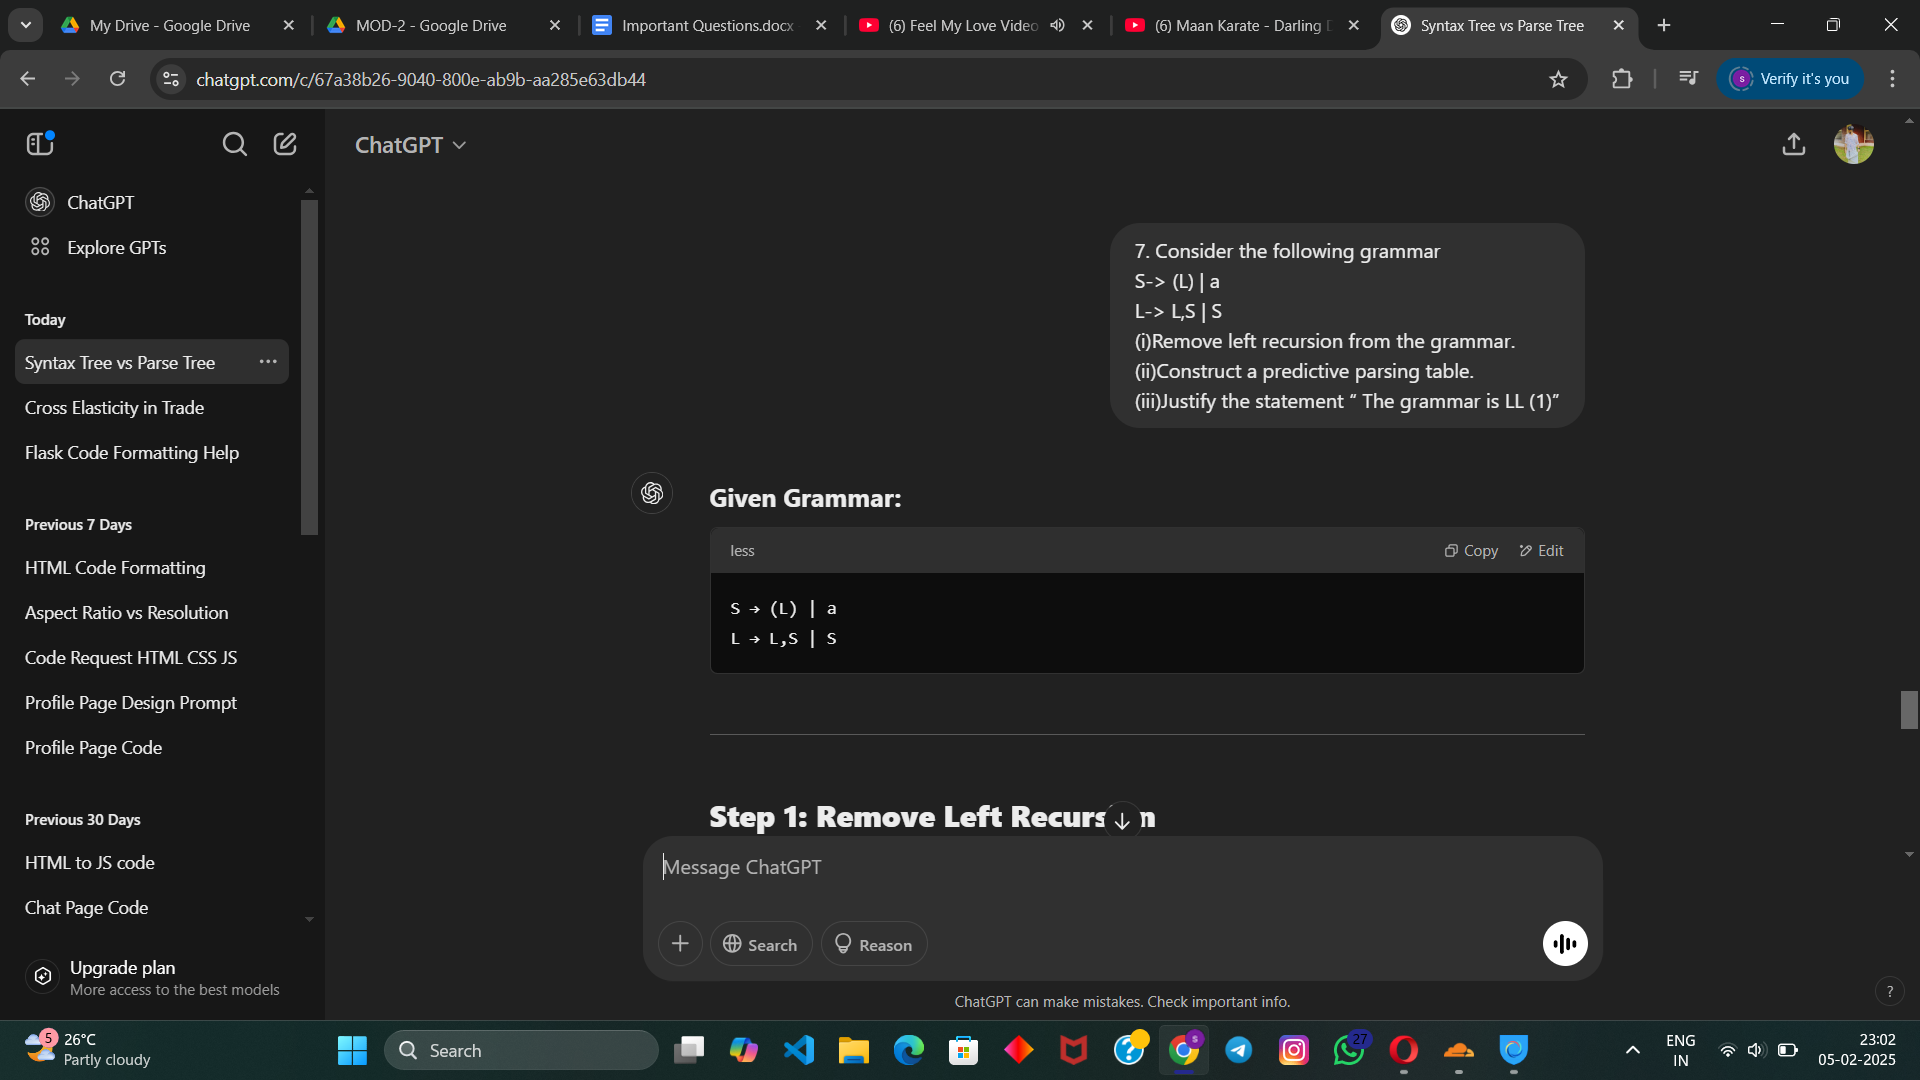 My Drive - Google Drive
MOD-2 - Google Drive
Important Questions.docx
(6) Feel My Love Video
(6) Maan Karate - Darling D
Syntax Tree vs Parse Tree
chatgpt.com/c/67a38b26-9040-800e-ab9b-aa285e63db44
s
Verify it's you
ChatGPT
Explore GPTs
Today
Syntax Tree vs Parse Tree
Cross Elasticity in Trade
Flask Code Formatting Help
Previous 7 Days
HTML Code Formatting
Aspect Ratio vs Resolution
Code Request HTML CSS JS
Profile Page Design Prompt
Profile Page Code
Previous 30 Days
HTML to JS code
Chat Page Code
Upgrade plan
More access to the best models
ChatGPT
7. Consider the following grammar
S-> (L) | a
L-> L,S | S
(i)Remove left recursion from the grammar.
(ii)Construct a predictive parsing table.
(iii)Justify the statement “ The grammar is LL (1)”
Given Grammar:
less
Copy
Edit
S → (L) | a
L → L,S | S
Step 1: Remove Left Recursion
Message ChatGPT
Search
Reason
ChatGPT can make mistakes. Check important info.
?
5
26°C
Partly cloudy
Search
s
27
ENG
IN
23:02
05-02-2025